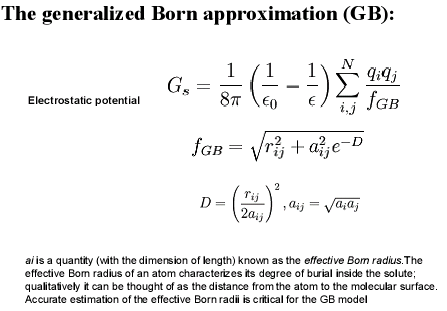 The generalized Born approximation (GB):
G_s = \frac{1}{8\pi} \left( \frac{1}{\epsilon_0} - \frac{1}{\epsilon} \right) \sum_{i,j}^{N} \frac{q_i q_j}{f_{GB}}
Electrostatic potential
f_{GB} = \sqrt{r_{ij}^2 + a_{ij}^2 e^{-D}}
D = \left( \frac{r_{ij}}{2a_{ij}} \right)^2, a_{ij} = \sqrt{a_i a_j}
ai is a quantity (with the dimension of length) known as the effective Born radius.The
effective Born radius of an atom characterizes its degree of burial inside the solute;
qualitatively it can be thought of as the distance from the atom to the molecular surface.
Accurate estimation of the effective Born radii is critical for the GB model